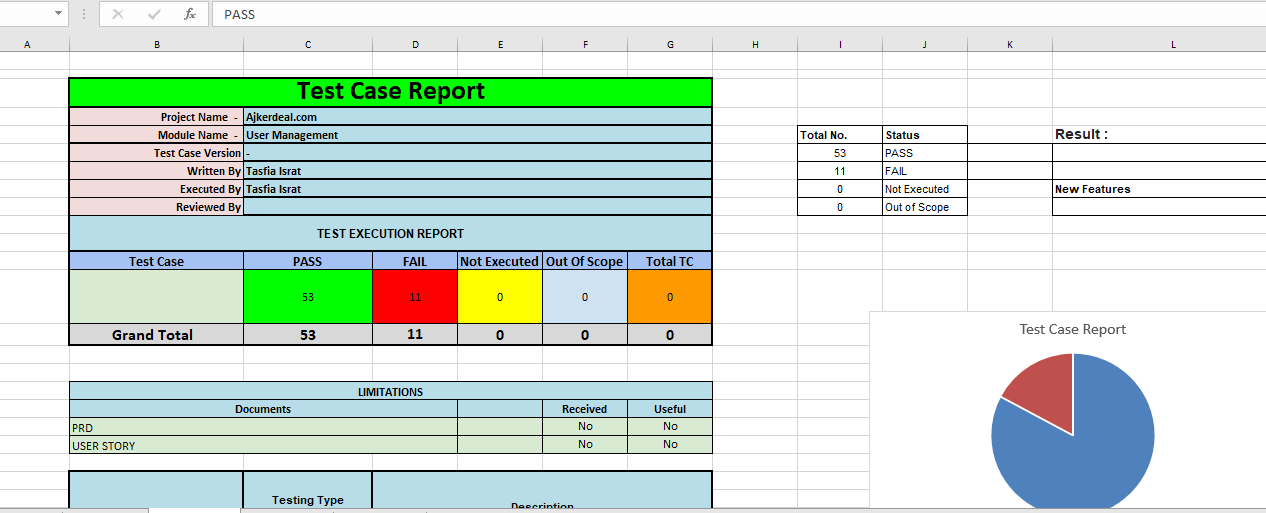 fx PASS
A B C D E F G H I J K L
Test Case Report
Project Name - Ajkerdeal.com
Module Name - User Management
Test Case Version -
Written By Tasfia Israt
Executed By Tasfia Israt
Reviewed By
TEST EXECUTION REPORT
Test Case PASS FAIL Not Executed Out Of Scope Total TC
53 11 0 0 0
Grand Total 53 11 0 0 0
LIMITATIONS
Documents Received Useful
PRD No No
USER STORY No No
Testing Type Description
Total No. Status
53 PASS
11 FAIL
0 Not Executed
0 Out of Scope
Result :
New Features
Test Case Report